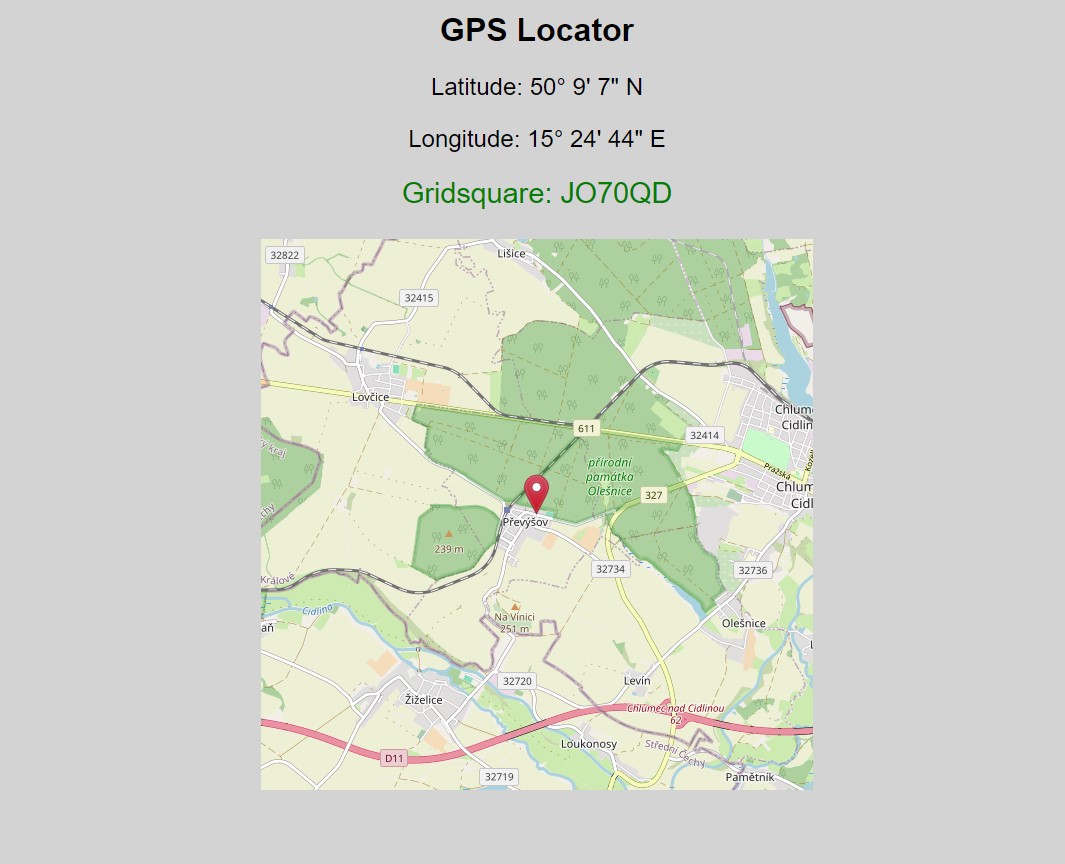 GPS Locator
Latitude: 50° 9' 7" N
Longitude: 15° 24' 44" E
Gridsquare: JO70QD
32822
Lišice
32415
Lovčice
Chlum
Cidlin
611
32414
ý kraj
přírodní
památka
Olešnice
Pražská
Chlum
Cidl
327
Převýšov
239 m
32734
32736
Králové
Cidlina
aň
Na Vinici
251 m
Olešnice
Levín
32720
Žiželice
Chlumec nad Cidlinou
62
Loukonosy
Střední Čechy
D11
32719
Pamětník